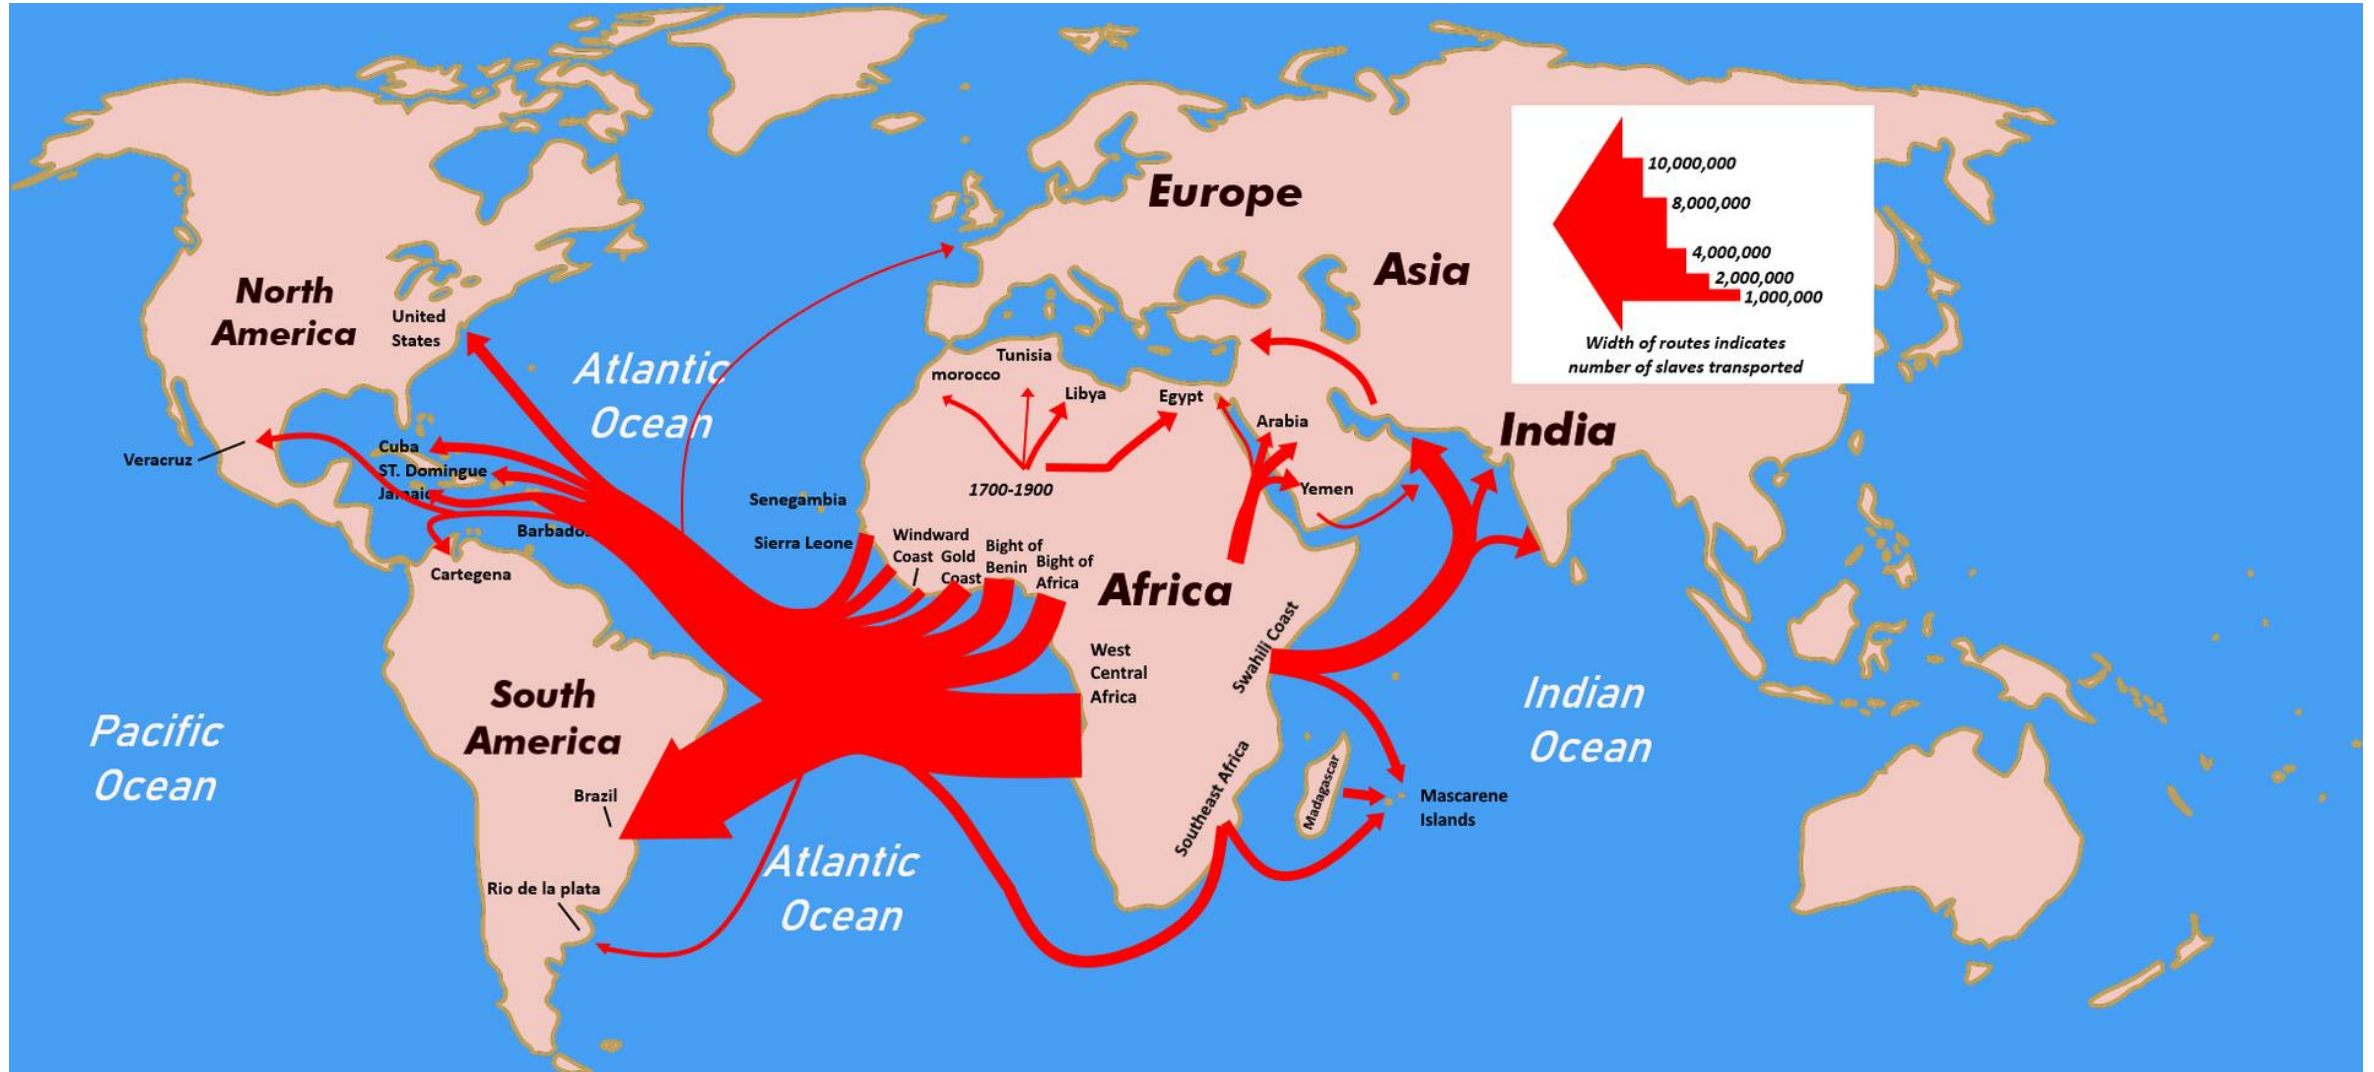 10,000,000
8,000,000
4,000,000
2,000,000
1,000,000
Width of routes indicates
number of slaves transported
Europe
Asia
North
America
United
States
Atlantic
Ocean
Tunisia
morocco
Libya
Egypt
Arabia
India
Veracruz
Cuba
ST. Domingue
Jamaic
1700-1900
Yemen
Senegambia
Barbado
Sierra Leone
Windward
Coast
Gold
Coast
Bight of
Benin
Bight of
Africa
Cartegena
Africa
Swahili Coast
West
Central
Africa
South
America
Indian
Ocean
Pacific
Ocean
Brazil
Southeast Africa
Madagascar
Mascarene
Islands
Atlantic
Ocean
Rio de la plata